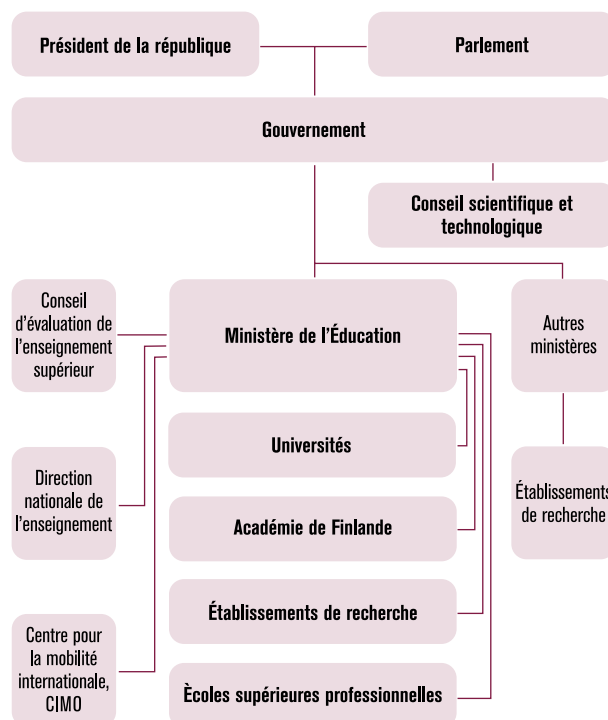 Président de la république
Parlement
Gouvernement
Conseil scientifique et
technologique
Conseil
d'évaluation de
l'enseignement
supérieur
Ministère de l'Éducation
Autres
ministères
Universités
Direction
nationale de
l'enseignement
Académie de Finlande
Établissements
de recherche
Établissements de recherche
Centre pour
la mobilité
internationale,
CIMO
Ècoles supérieures professionnelles